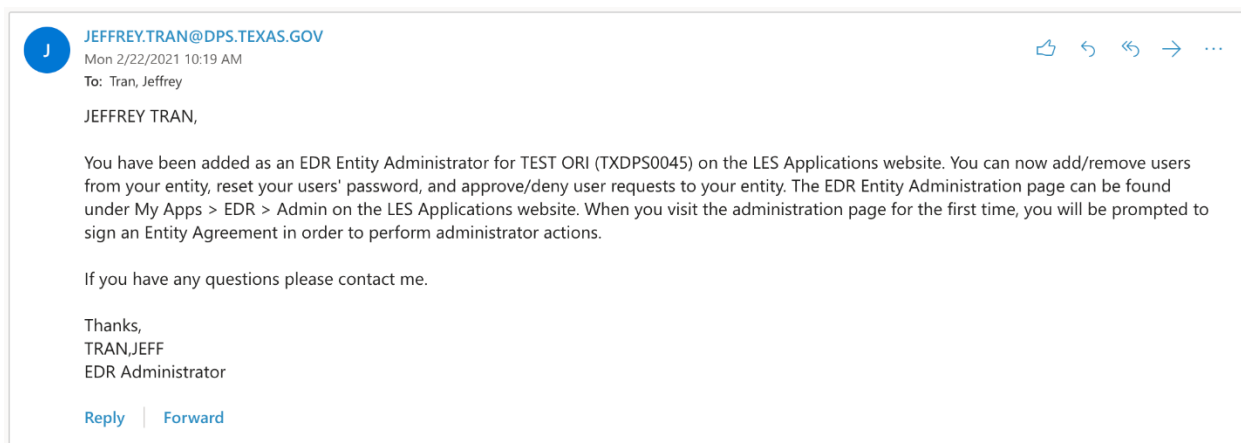 J
JEFFREY.TRAN@DPS.TEXAS.GOV
Mon 2/22/2021 10:19 AM
To: Tran, Jeffrey
JEFFREY TRAN,
You have been added as an EDR Entity Administrator for TEST ORI (TXDPS0045) on the LES Applications website. You can now add/remove users
from your entity, reset your users' password, and approve/deny user requests to your entity. The EDR Entity Administration page can be found
under My Apps > EDR > Admin on the LES Applications website. When you visit the administration page for the first time, you will be prompted to
sign an Entity Agreement in order to perform administrator actions.
If you have any questions please contact me.
Thanks,
TRAN,JEFF
EDR Administrator
Reply Forward